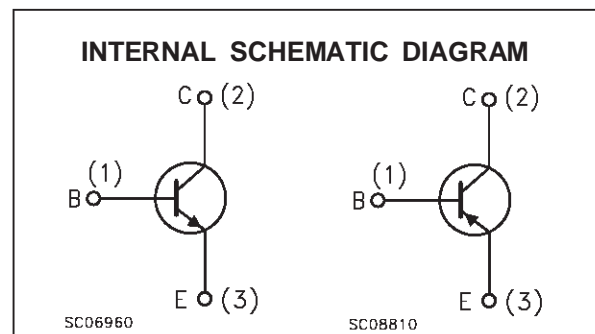 INTERNAL SCHEMATIC DIAGRAM
C (2)
C (2)
(1)
B
(1)
B
E (3)
E (3)
SC06960
SC08810